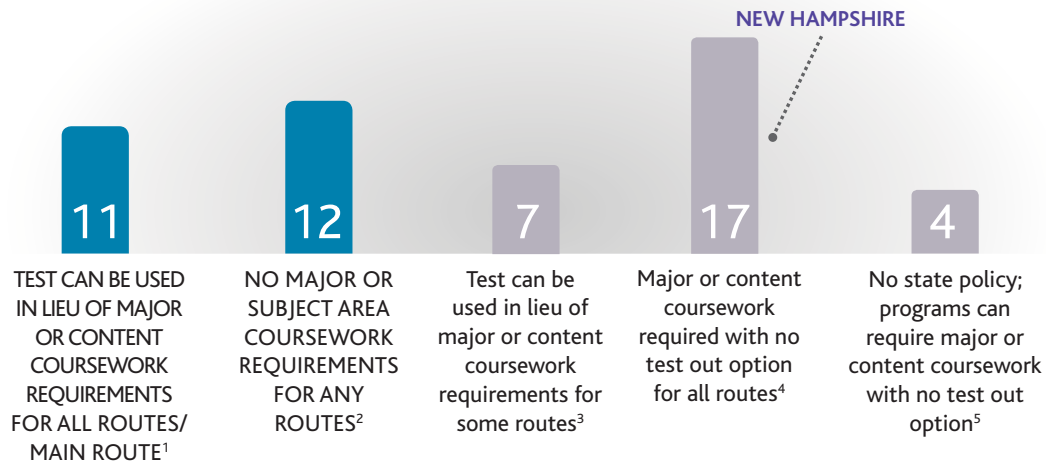 NEW HAMPSHIRE
11
12
7
17
4
TEST CAN BE USED
IN LIEU OF MAJOR
OR CONTENT
COURSEWORK
REQUIREMENTS
FOR ALL ROUTES/
MAIN ROUTE¹
NO MAJOR OR
SUBJECT AREA
COURSEWORK
REQUIREMENTS
FOR ANY
ROUTES²
Test can be
used in lieu of
major or content
coursework
requirements for
some routes³
Major or content
coursework
required with no
test out option
for all routes⁴
No state policy;
programs can
require major or
content coursework
with no test out
option⁵